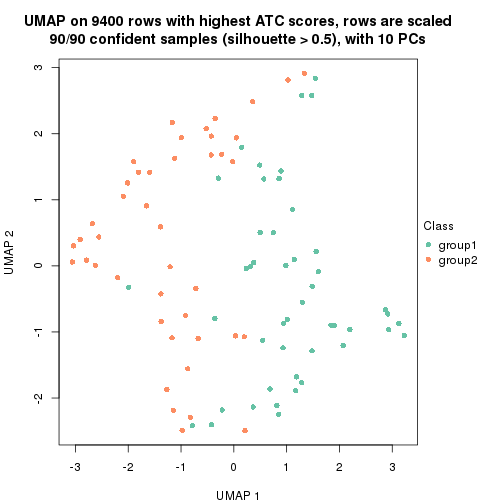 UMAP on 9400 rows with highest ATC scores, rows are scaled
90/90 confident samples (silhouette > 0.5), with 10 PCs
3
2
1
0
-1
-2
UMAP 2
-3 -2 -1 0 1 2 3
UMAP 1
Class
group1
group2